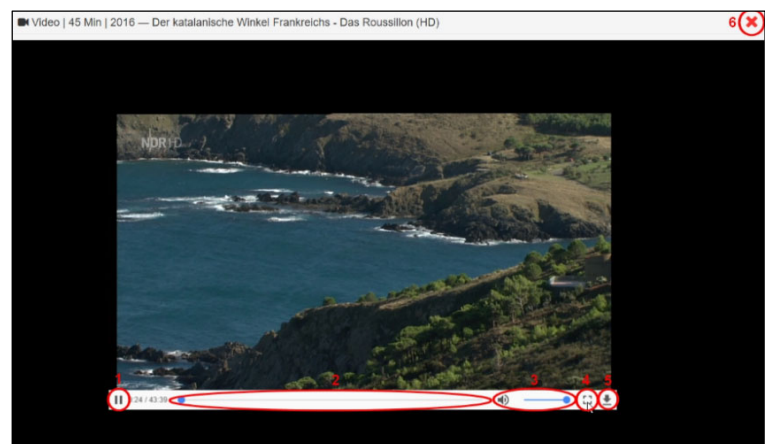 Video | 45 Min | 2016 — Der katalanische Winkel Frankreichs - Das Roussillon (HD)
6
NDR HD
1
2
3
4
5
:24 / 43:39